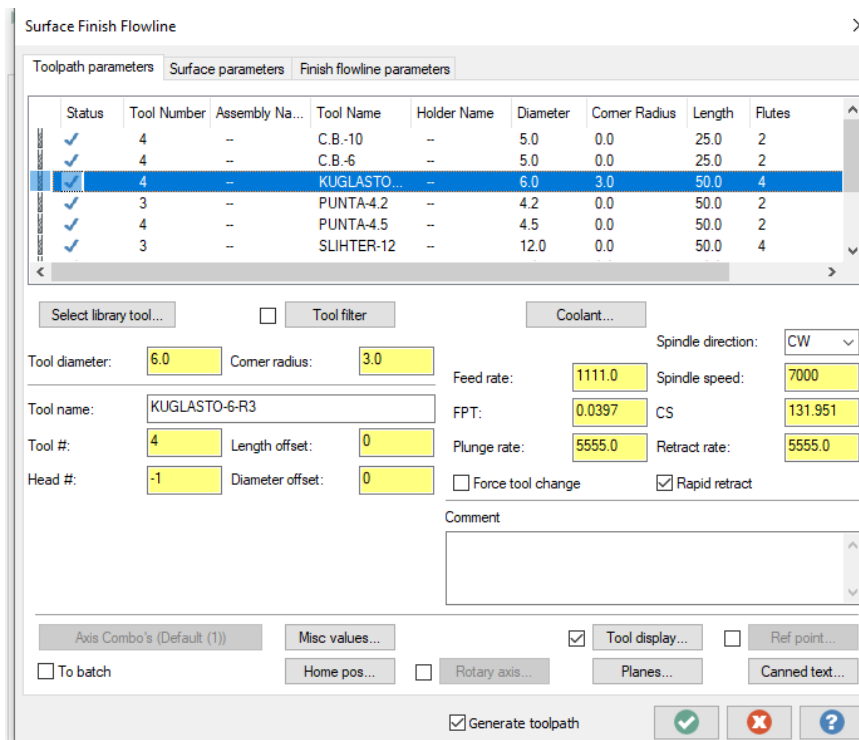 Surface Finish Flowline
Toolpath parameters Surface parameters Finish flowline parameters
Status Tool Number Assembly Na... Tool Name Holder Name Diameter Corner Radius Length Flutes
4 -- C.B.-10 -- 5.0 0.0 25.0 2
4 -- C.B.-6 -- 5.0 0.0 25.0 2
4 -- KUGLASTO... -- 6.0 3.0 50.0 4
3 -- PUNTA-4.2 -- 4.2 0.0 50.0 2
4 -- PUNTA-4.5 -- 4.5 0.0 50.0 2
3 -- SLIHTER-12 -- 12.0 0.0 50.0 4
Select library tool... Tool filter Coolant...
Spindle direction: CW
Tool diameter: 6.0 Corner radius: 3.0
Feed rate: 1111.0 Spindle speed: 7000
Tool name: KUGLASTO-6-R3
FPT: 0.0397 CS 131.951
Tool #: 4 Length offset: 0
Plunge rate: 5555.0 Retract rate: 5555.0
Head #: -1 Diameter offset: 0
Force tool change Rapid retract
Comment
Axis Combo's (Default (1)) Misc values... Tool display... Ref point...
To batch Home pos... Rotary axis... Planes... Canned text...
Generate toolpath